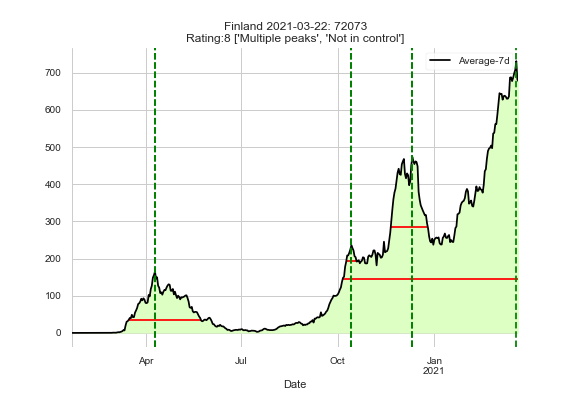 Finland 2021-03-22: 72073
Rating:8 ['Multiple peaks', 'Not in control']
Average-7d
700
600
500
400
300
200
100
0
Apr
Jul
Oct
Jan
2021
Date